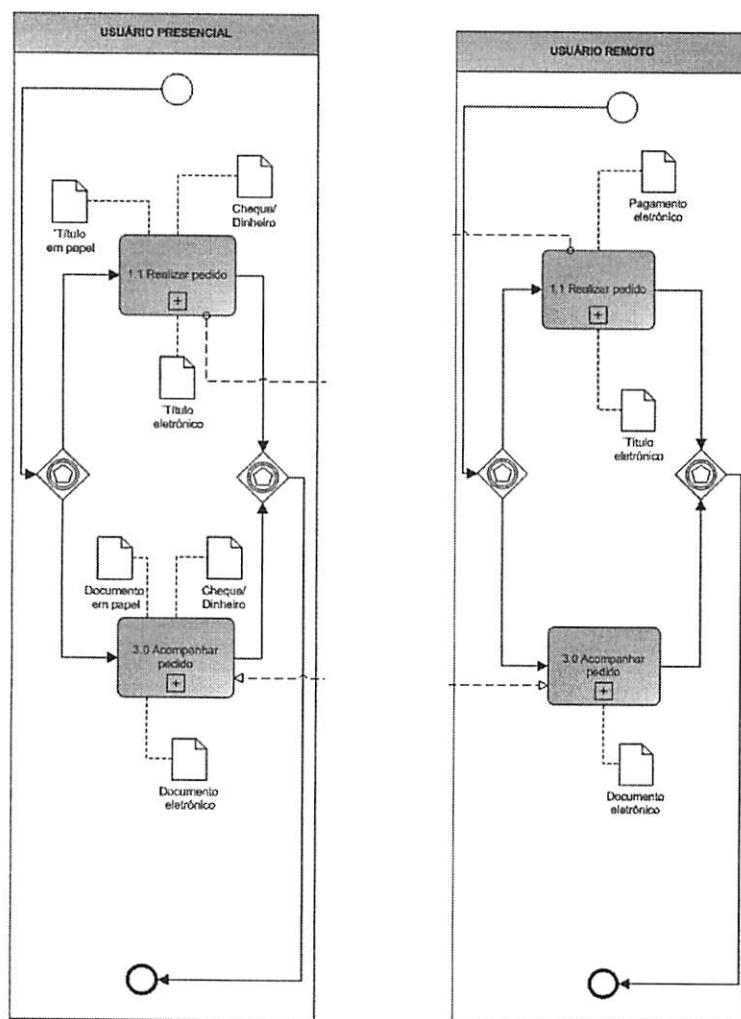 USUÁRIO PRESENCIAL
Título
em papel
Cheque/
Dinheiro
1.1 Realizar pedido
Título
eletrônico
Documento
em papel
Cheque/
Dinheiro
3.0 Acompanhar
pedido
Documento
eletrônico
USUÁRIO REMOTO
Pagamento
eletrônico
1.1 Realizar pedido
Título
eletrônico
3.0 Acompanhar
pedido
Documento
eletrônico